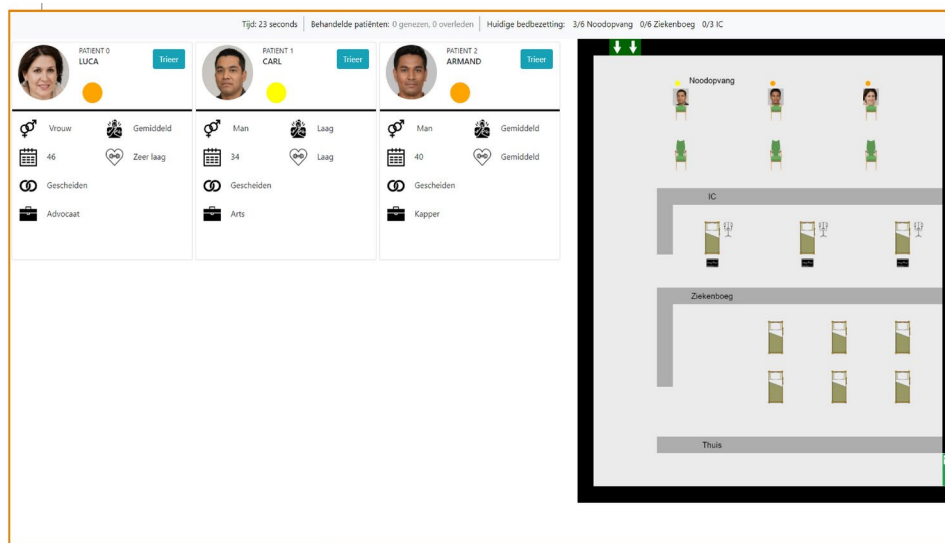 Tijd: 23 seconds Behandelde patiënten: 0 genezen, 0 overleden Huidige bedbezetting: 3/6 Noodopvang 0/6 Ziekenboeg 0/3 IC
PATIENT 0
LUCA
Trieer
Vrouw Gemiddeld
46 Zeer laag
Gescheiden
Advocaat
PATIENT 1
CARL
Trieer
Man Laag
34 Laag
Gescheiden
Arts
PATIENT 2
ARMAND
Trieer
Man Gemiddeld
40 Gemiddeld
Gescheiden
Kapper
Noodopvang
IC
Ziekenboeg
Thuis